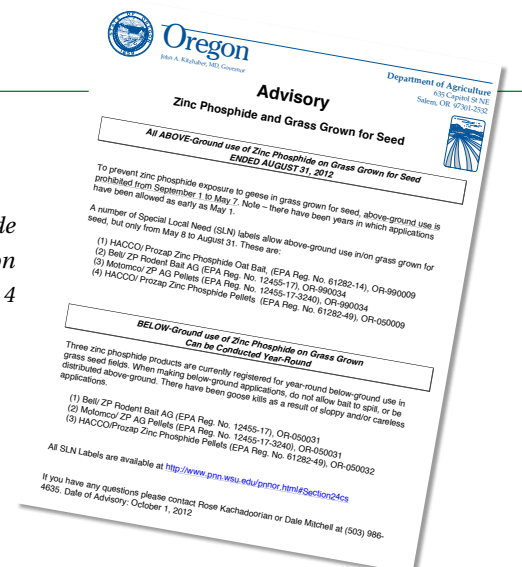 Oregon
John A. Kitzhaber, MD, Governor
Department of Agriculture
635 Capitol St NE
Salem, OR 97301-2532
Advisory
Zinc Phosphide and Grass Grown for Seed
All ABOVE-Ground use of Zinc Phosphide on Grass Grown for Seed
ENDED AUGUST 31, 2012
To prevent zinc phosphide exposure to geese in grass grown for seed, above-ground use is
prohibited from September 1 to May 7. Note – there have been years in which applications
have been allowed as early as May 1.
A number of Special Local Need (SLN) labels allow above-ground use in/on grass grown for
seed, but only from May 8 to August 31. These are:
(1) HACCO/ Prozap Zinc Phosphide Oat Bait, (EPA Reg. No. 61282-14), OR-990009
(2) Bell/ ZP Rodent Bait AG (EPA Reg. No. 12455-17), OR-990034
(3) Motomco/ ZP AG Pellets (EPA Reg. No. 12455-17-3240), OR-990034
(4) HACCO/ Prozap Zinc Phosphide Pellets (EPA Reg. No. 61282-49), OR-050009
BELOW-Ground use of Zinc Phosphide on Grass Grown
Can be Conducted Year-Round
Three zinc phosphide products are currently registered for year-round below-ground use in
grass seed fields. When making below-ground applications, do not allow bait to spill, or be
distributed above-ground. There have been goose kills as a result of sloppy and/or careless
applications.
(1) Bell/ ZP Rodent Bait AG (EPA Reg. No. 12455-17), OR-050031
(2) Motomco/ ZP AG Pellets (EPA Reg. No. 12455-17-3240), OR-050031
(3) HACCO/Prozap Zinc Phosphide Pellets (EPA Reg. No. 61282-49), OR-050032
All SLN Labels are available at http://www.pnn.wsu.edu/pnnor.html#Section24cs
If you have any questions please contact Rose Kachadoorian or Dale Mitchell at (503) 986-
4635. Date of Advisory: October 1, 2012
de
on
4